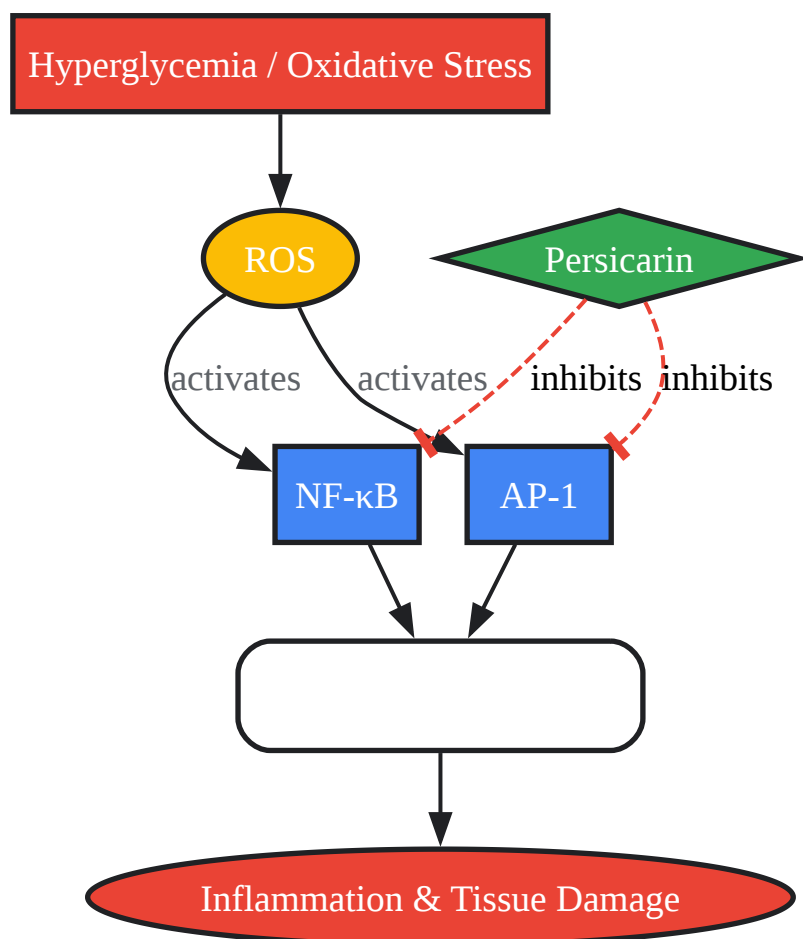 Hyperglycemia / Oxidative Stress
ROS
Persicarin
activates
activates
inhibits
inhibits
NF-κB
AP-1
Inflammation & Tissue Damage